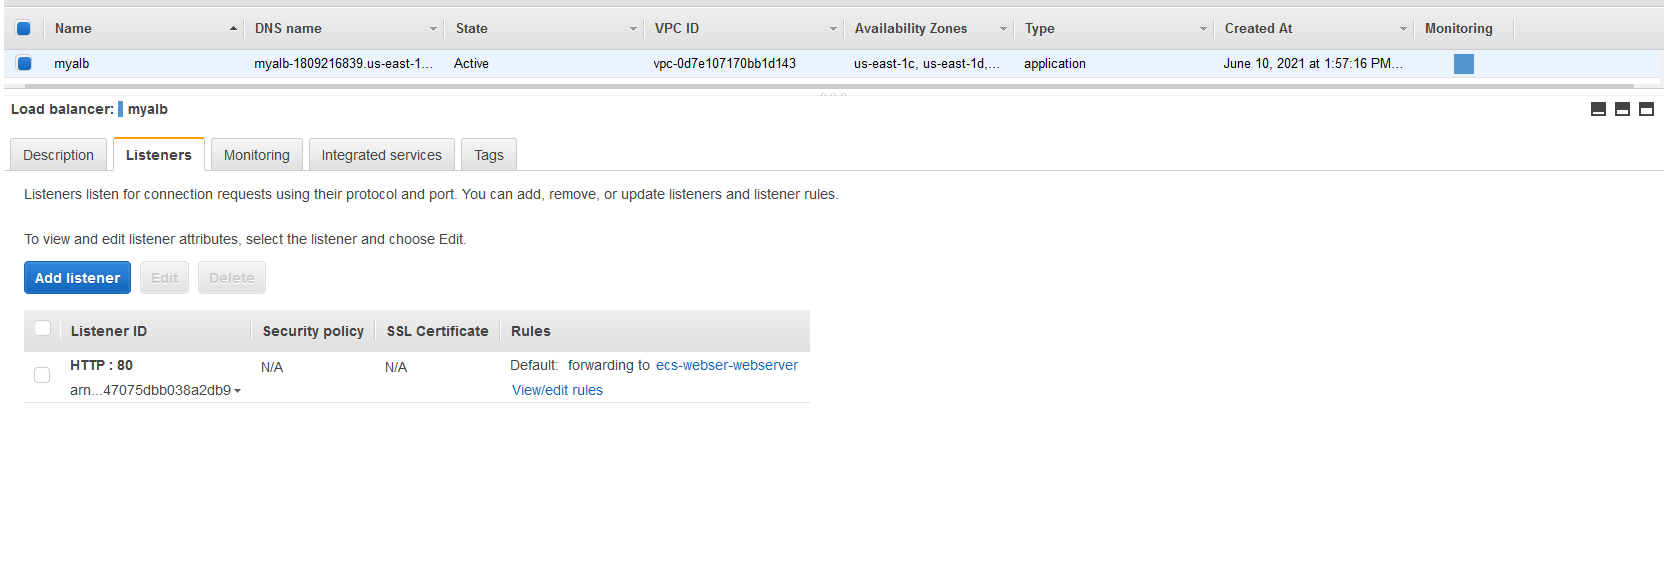 Name DNS name State VPC ID Availability Zones Type Created At Monitoring
myalb myalb-1809216839.us-east-1... Active vpc-0d7e107170bb1d143 us-east-1c, us-east-1d,... application June 10, 2021 at 1:57:16 PM...
Load balancer: myalb
Description Listeners Monitoring Integrated services Tags
Listeners listen for connection requests using their protocol and port. You can add, remove, or update listeners and listener rules.
To view and edit listener attributes, select the listener and choose Edit.
Add listener Edit Delete
Listener ID Security policy SSL Certificate Rules
HTTP : 80 N/A N/A Default: forwarding to ecs-webser-webserver
arn...47075dbb038a2db9 View/edit rules